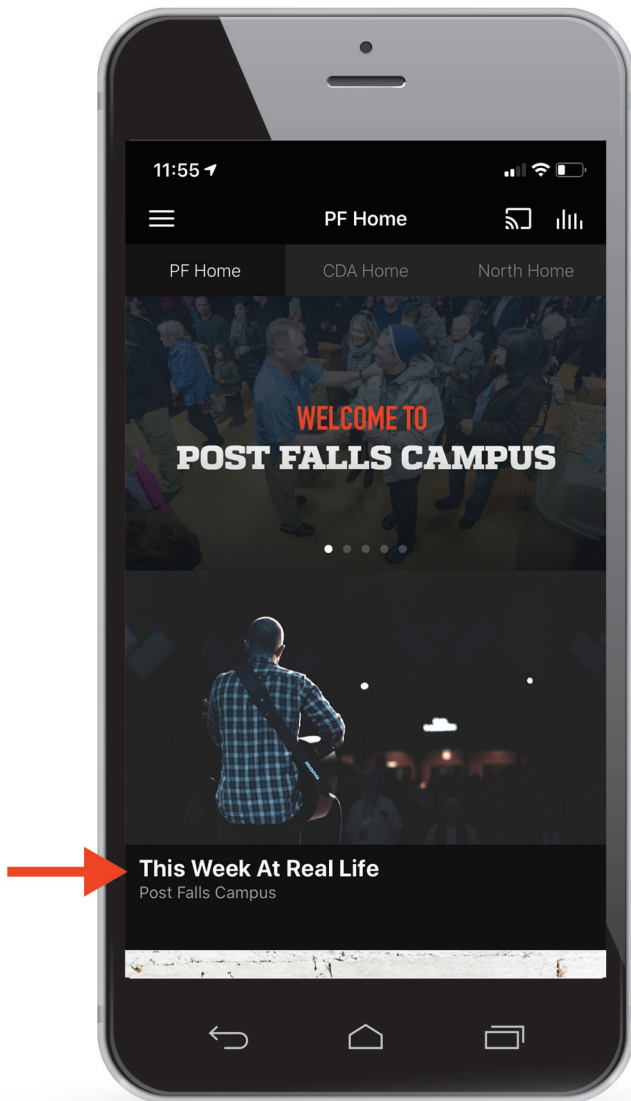 11:55
PF Home
PF Home CDA Home North Home
WELCOME TO
POST FALLS CAMPUS
mono
This Week At Real Life
Post Falls Campus